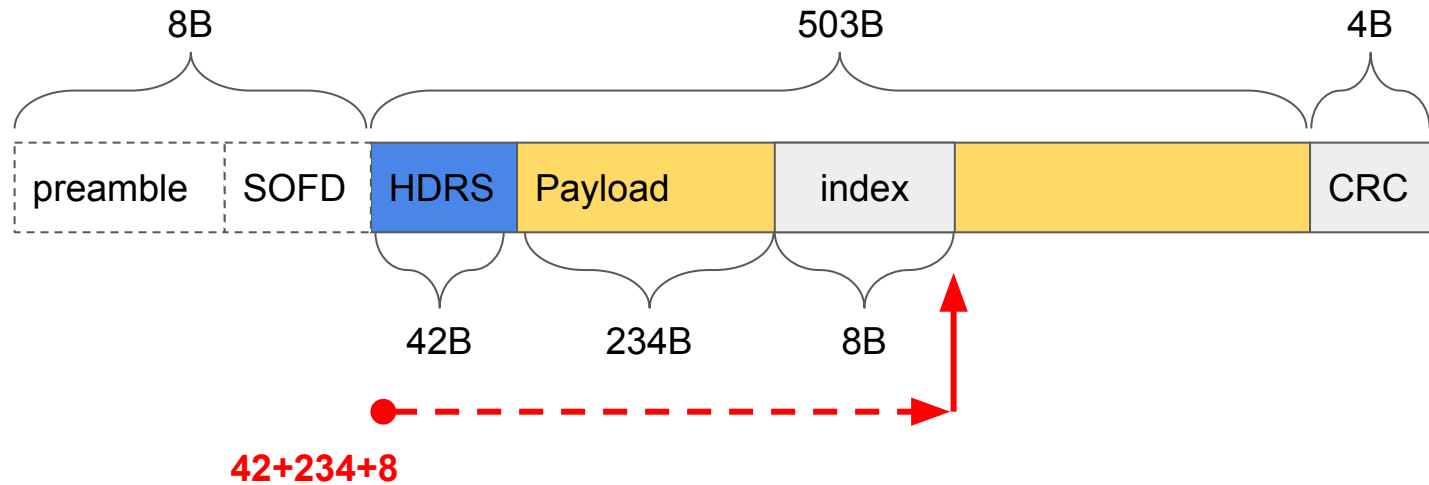 8B
503B
4B
preamble
SOFD
HDRS
Payload
index
CRC
42B
234B
8B
42+234+8